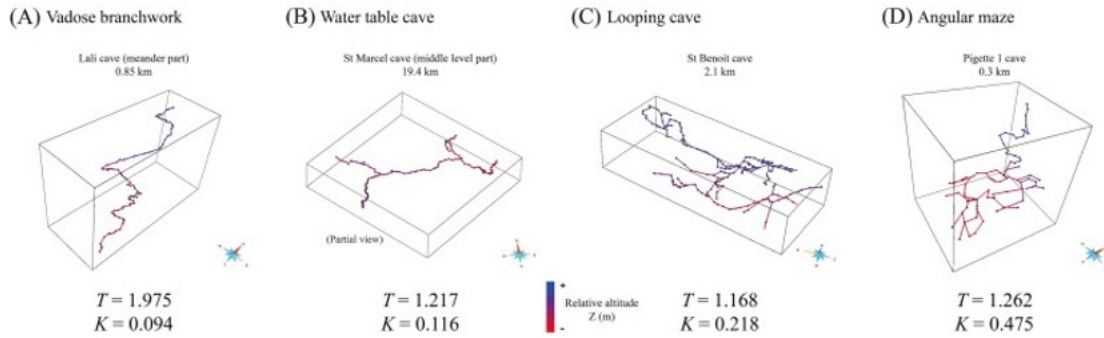 (A) Vadose branchwork
Lali cave (meander part)
0.85 km
T = 1.975
K = 0.094
(B) Water table cave
St Marcel cave (middle level part)
19.4 km
(Partial view)
T = 1.217
K = 0.116
+
Relative altitude
Z (m)
-
(C) Looping cave
St Benoit cave
2.1 km
T = 1.168
K = 0.218
(D) Angular maze
Pigette 1 cave
0.3 km
T = 1.262
K = 0.475